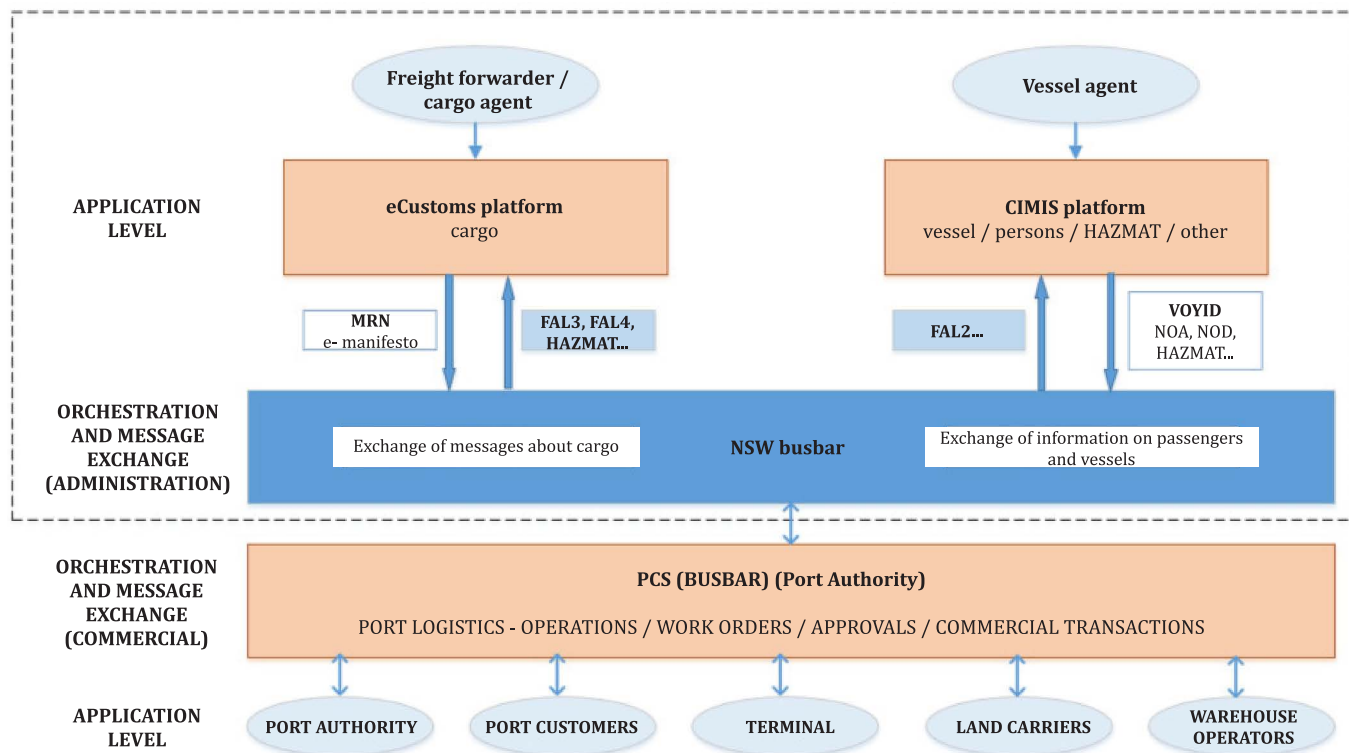 Freight forwarder /
cargo agent
Vessel agent
APPLICATION
LEVEL
eCustoms platform
cargo
CIMIS platform
vessel / persons / HAZMAT / other
MRN
e- manifesto
FAL3, FAL4,
HAZMAT...
FAL2...
VOYID
NOA, NOD,
HAZMAT...
ORCHESTRATION
AND MESSAGE
EXCHANGE
(ADMINISTRATION)
Exchange of messages about cargo
NSW busbar
Exchange of information on passengers
and vessels
ORCHESTRATION
AND MESSAGE
EXCHANGE
(COMMERCIAL)
PCS (BUSBAR) (Port Authority)
PORT LOGISTICS - OPERATIONS / WORK ORDERS / APPROVALS / COMMERCIAL TRANSACTIONS
APPLICATION
LEVEL
PORT AUTHORITY
PORT CUSTOMERS
TERMINAL
LAND CARRIERS
WAREHOUSE
OPERATORS